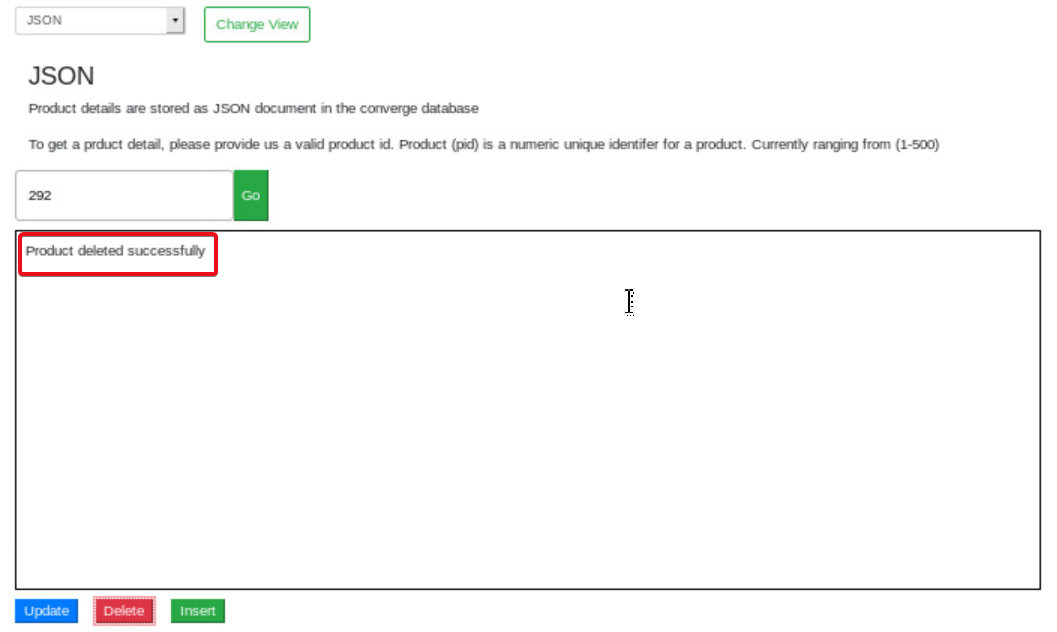 JSON
Change View
JSON
Product details are stored as JSON document in the converge database
To get a prduct detail, please provide us a valid product id. Product (pid) is a numeric unique identifer for a product. Currently ranging from (1-500)
292
Go
Product deleted successfully
Update
Delete
Insert